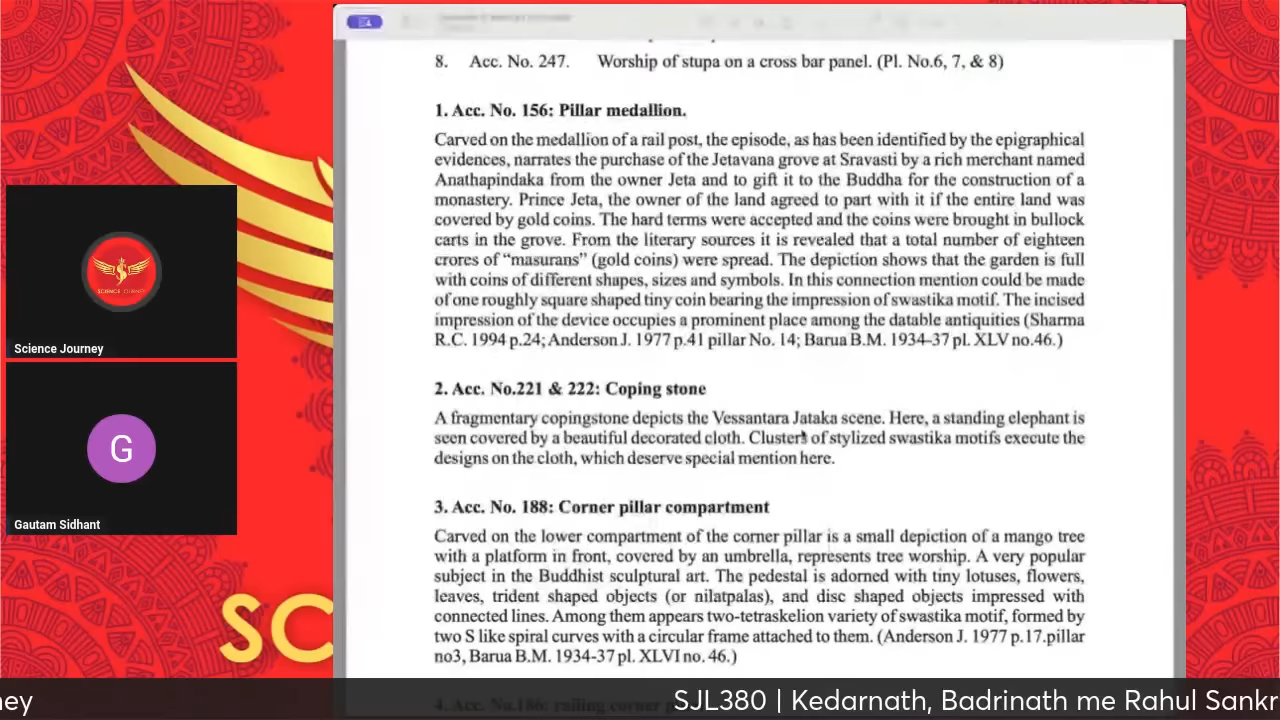 8. Acc. No. 247. Worship of stupa on a cross bar panel. (Pl. No.6, 7, & 8)
1. Acc. No. 156: Pillar medallion.
Carved on the medallion of a rail post, the episode, as has been identified by the epigraphical
evidences, narrates the purchase of the Jetavana grove at Sravasti by a rich merchant named
Anathapindaka from the owner Jeta and to gift it to the Buddha for the construction of a
monastery. Prince Jeta, the owner of the land agreed to part with it if the entire land was
covered by gold coins. The hard terms were accepted and the coins were brought in bullock
carts in the grove. From the literary sources it is revealed that a total number of eighteen
crores of “masurans” (gold coins) were spread. The depiction shows that the garden is full
with coins of different shapes, sizes and symbols. In this connection mention could be made
of one roughly square shaped tiny coin bearing the impression of swastika motif. The incised
impression of the device occupies a prominent place among the datable antiquities (Sharma
R.C. 1994 p.24; Anderson J. 1977 p.41 pillar No. 14; Barua B.M. 1934-37 pl. XLV no.46.)
2. Acc. No.221 & 222: Coping stone
A fragmentary copingstone depicts the Vessantara Jataka scene. Here, a standing elephant is
seen covered by a beautiful decorated cloth. Clusters of stylized swastika motifs execute the
designs on the cloth, which deserve special mention here.
3. Acc. No. 188: Corner pillar compartment
Carved on the lower compartment of the corner pillar is a small depiction of a mango tree
with a platform in front, covered by an umbrella, represents tree worship. A very popular
subject in the Buddhist sculptural art. The pedestal is adorned with tiny lotuses, flowers,
leaves, trident shaped objects (or nilatpalas), and disc shaped objects impressed with
connected lines. Among them appears two-tetraskelion variety of swastika motif, formed by
two S like spiral curves with a circular frame attached to them. (Anderson J. 1977 p.17.pillar
no3, Barua B.M. 1934-37 pl. XLVI no. 46.)
4. Acc. No.186: railing corner
SCIENCE JOURNEY
Science Journey
G
Gautam Sidhant
SC
ney SJL380 | Kedarnath, Badrinath me Rahul Sankr